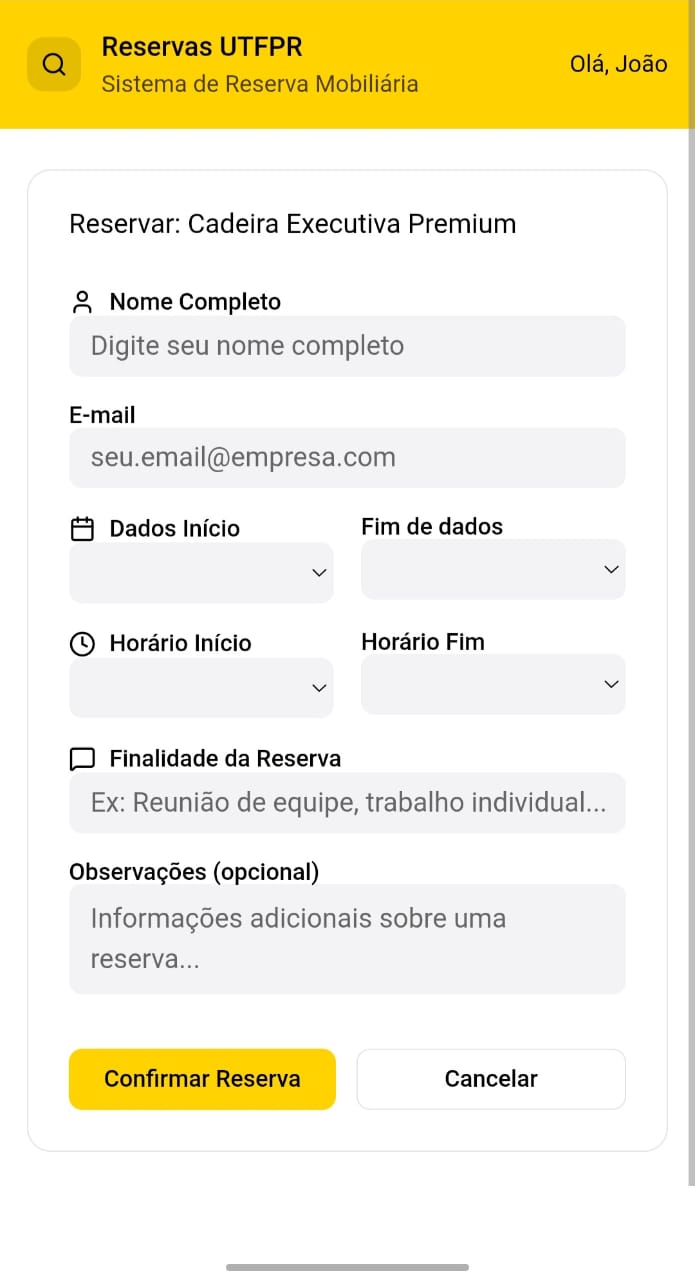 Reservas UTFPR
Sistema de Reserva Mobiliária
Olá, João
Reservar: Cadeira Executiva Premium
Nome Completo
Digite seu nome completo
E-mail
seu.email@empresa.com
Dados Início
Fim de dados
Horário Início
Horário Fim
Finalidade da Reserva
Ex: Reunião de equipe, trabalho individual...
Observações (opcional)
Informações adicionais sobre uma
reserva...
Confirmar Reserva
Cancelar